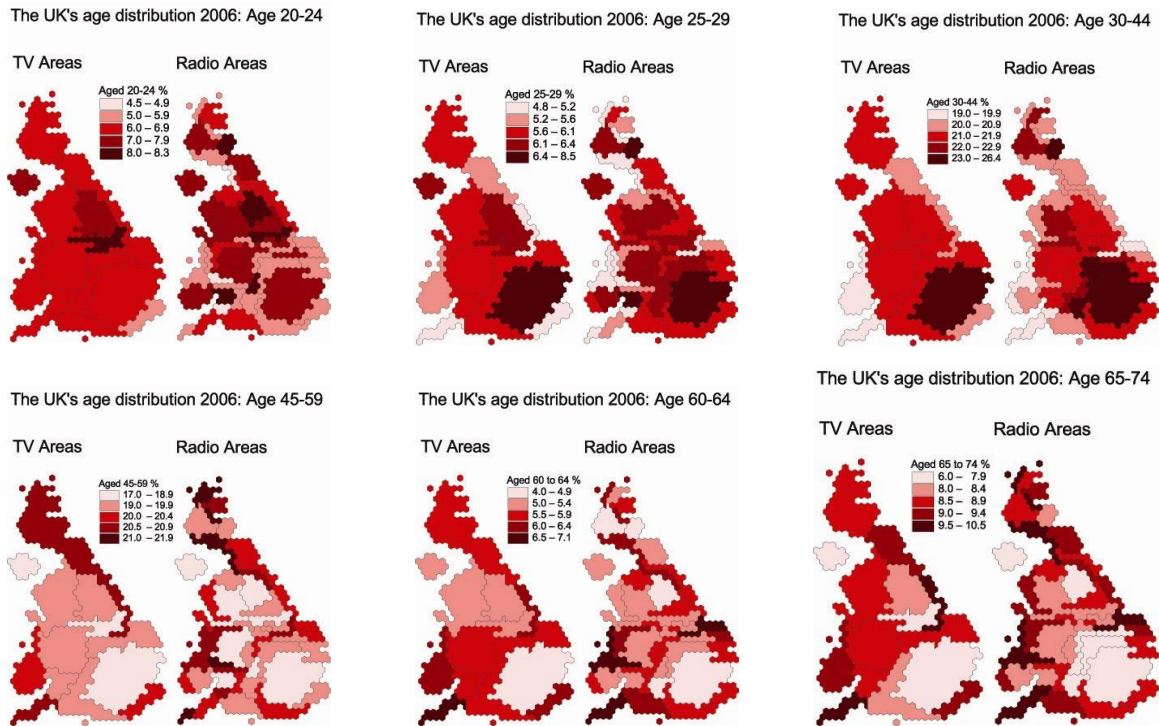 The UK's age distribution 2006: Age 20-24
TV Areas
Radio Areas
Aged 20-24 %
4.5 – 4.9
5.0 – 5.9
6.0 – 6.9
7.0 – 7.9
8.0 – 8.3
The UK's age distribution 2006: Age 25-29
TV Areas
Radio Areas
Aged 25-29 %
4.8 – 5.2
5.2 – 5.6
5.6 – 6.1
6.1 – 6.4
6.4 – 8.5
The UK's age distribution 2006: Age 30-44
TV Areas
Radio Areas
Aged 30-44 %
19.0 – 19.9
20.0 – 20.9
21.0 – 21.9
22.0 – 22.9
23.0 – 26.4
The UK's age distribution 2006: Age 45-59
TV Areas
Radio Areas
Aged 45-59 %
17.0 – 18.9
19.0 – 19.9
20.0 – 20.4
20.5 – 20.9
21.0 – 21.9
The UK's age distribution 2006: Age 60-64
TV Areas
Radio Areas
Aged 60 to 64 %
4.0 – 4.9
5.0 – 5.4
5.5 – 5.9
6.0 – 6.4
6.5 – 7.1
The UK's age distribution 2006: Age 65-74
TV Areas
Radio Areas
Aged 65 to 74 %
6.0 – 7.9
8.0 – 8.4
8.5 – 8.9
9.0 – 9.4
9.5 – 10.5